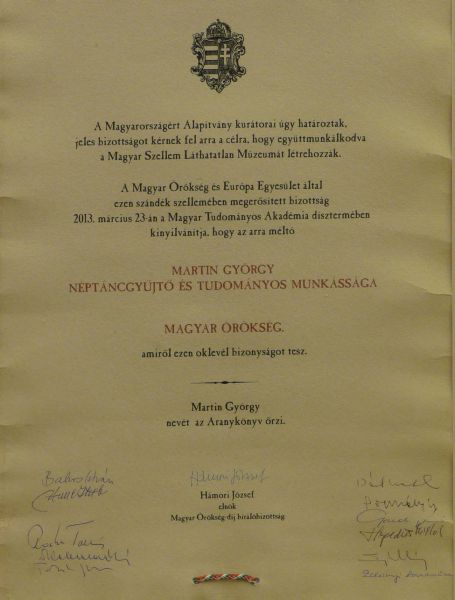 A Magyarországért Alapítvány kurátorai úgy határoztak,
jeles bizottságot kérnek fel arra a célra, hogy együttmunkálkodva
a Magyar Szellem Láthatatlan Múzeumát létrehozzák.
A Magyar Örökség és Európa Egyesület által
ezen szándék szellemében megerősített bizottság
2013. március 23-án a Magyar Tudományos Akadémia dísztermében
kinyilvánítja, hogy az arra méltó
MARTIN GYÖRGY
NÉPTÁNCGYŰJTŐ ÉS TUDOMÁNYOS MUNKÁSSÁGA
MAGYAR ÖRÖKSÉG.
amiről ezen oklevél bizonyságot tesz.
Martin György
nevét az Aranykönyv őrzi.
Hámori József
Hámori József
elnök
Magyar Örökség-díj bírálóbizottság